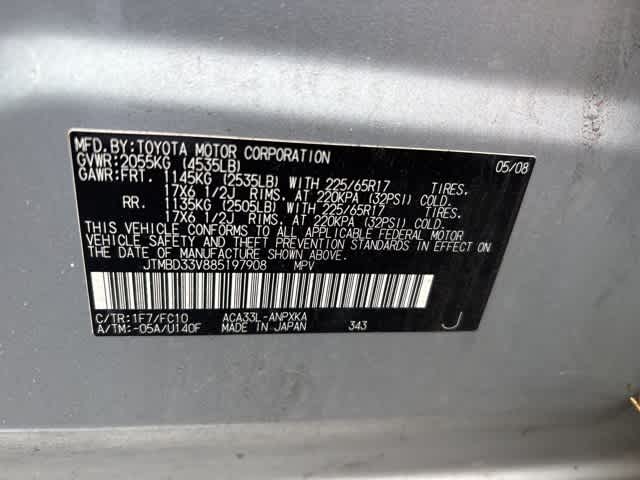 MFD. BY: TOYOTA MOTOR CORPORATION 05/08
GVWR: 2055KG (4535LB)
GAWR: FRT. 1145KG (2535LB) WITH 225/65R17 TIRES.
17X6 1/2J RIMS. AT 220KPA (32PSI) COLD.
RR. 1135KG (2505LB) WITH 225/65R17 TIRES.
17X6 1/2J RIMS. AT 220KPA (32PSI) COLD.
THIS VEHICLE CONFORMS TO ALL APPLICABLE FEDERAL MOTOR
VEHICLE SAFETY AND THEFT PREVENTION STANDARDS IN EFFECT ON
THE DATE OF MANUFACTURE SHOWN ABOVE.
JTMBD33V885197908 MPV
C/TR: 1F7/FC10 ACA33L-ANPXKA
A/TM: -05A/U140F MADE IN JAPAN 343 J